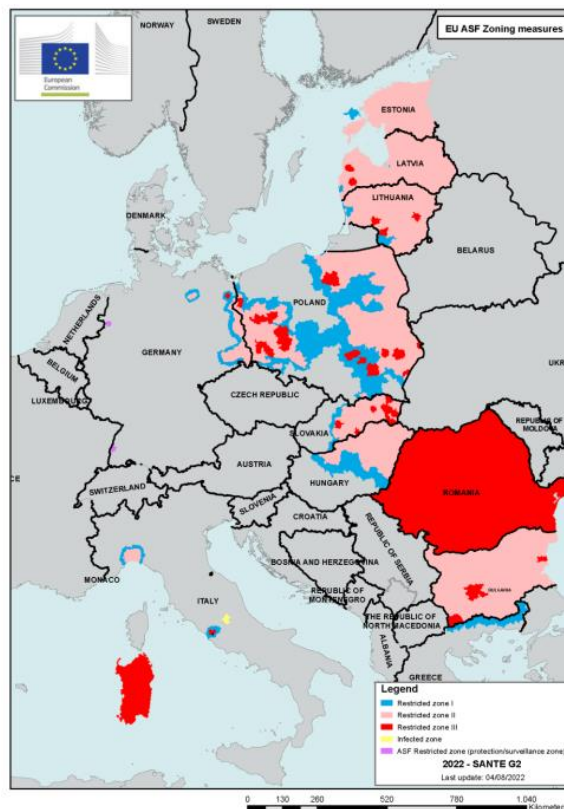 NORWAY
SWEDEN
EU ASF Zoning measures
European
Commission
ESTONIA
LATVIA
LITHUANIA
DENMARK
BELARUS
NETHERLANDS
POLAND
GERMANY
BELGIUM
LUXEMBOURG
UKR
CZECH REPUBLIC
REPUBLIC OF
MOLDOVA
SLOVAKIA
CE
AUSTRIA
HUNGARY
SWITZERLAND
SLOVENIA
ROMANIA
CROATIA
REPUBLIC OF SERBIA
BOSNIA AND HERZEGOVINA
MONACO
ITALY
BULGARIA
REPUBLIC OF
MONTENEGRO
THE REPUBLIC OF
NORTH MACEDONIA
ALBANIA
GREECE
Legend
Restricted zone I
Restricted zone II
Restricted zone III
Infected zone
ASF Restricted zone (protection/surveillance zone)
2022 - SANTE G2
Last update: 04/08/2022
0 130 260 520 780 1.040
Kilometers